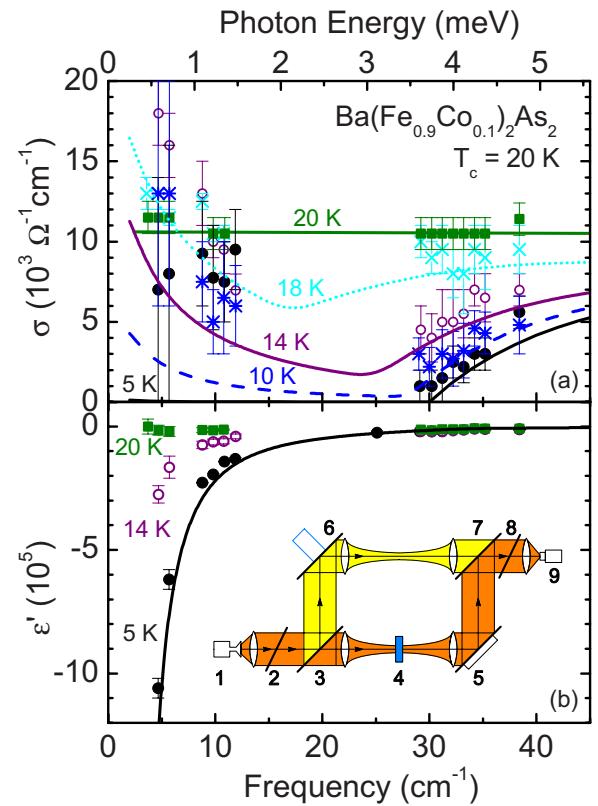 Photon Energy (meV)
0 1 2 3 4 5
20
15
10
5
0
σ (10³ Ω⁻¹cm⁻¹)
Ba(Fe₀.₉Co₀.₁)₂As₂
T_c = 20 K
20 K
18 K
14 K
10 K
5 K
(a)
0
-5
-10
ε' (10⁵)
20 K
14 K
5 K
6 7 8
9
1 2 3 4 5
(b)
0 10 20 30 40
Frequency (cm⁻¹)